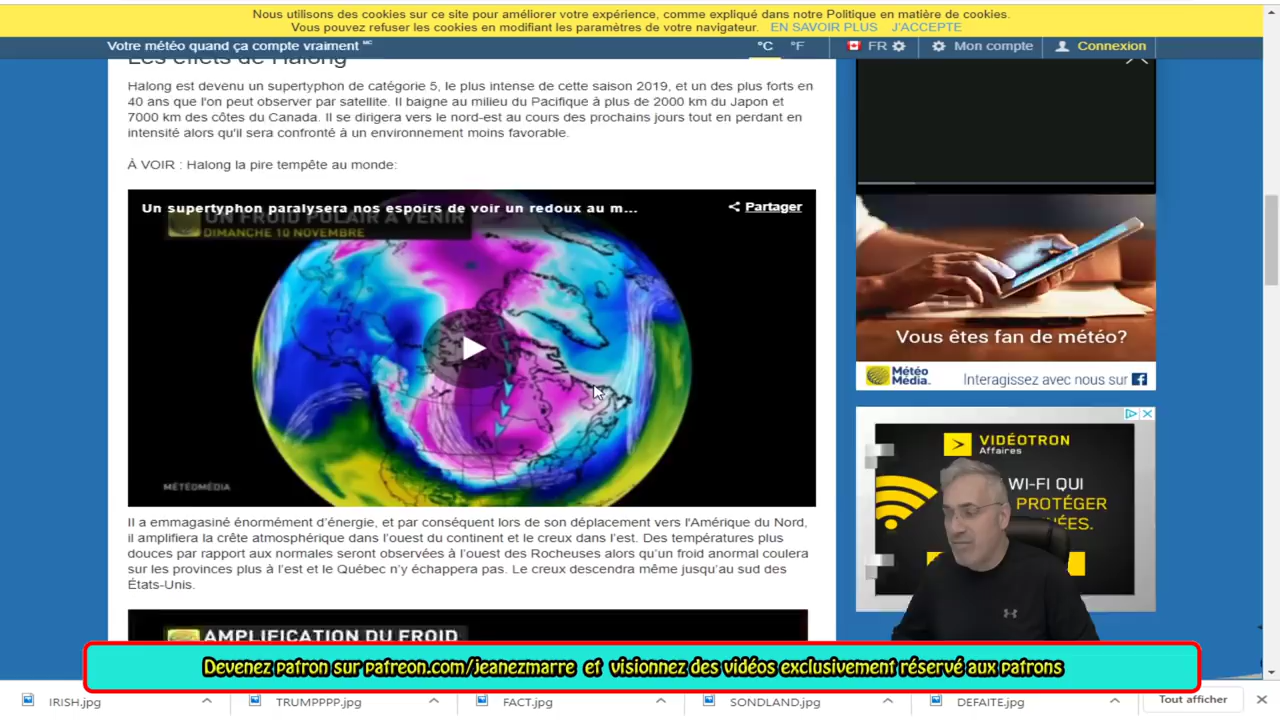 Nous utilisons des cookies sur ce site pour améliorer votre expérience, comme expliqué dans notre Politique en matière de cookies.
Vous pouvez refuser les cookies en modifiant les paramètres de votre navigateur. EN SAVOIR PLUS J'ACCEPTE
Votre météo quand ça compte vraiment MC
°C °F FR Mon compte Connexion
Les effets de Halong
Halong est devenu un supertyphon de catégorie 5, le plus intense de cette saison 2019, et un des plus forts en
40 ans que l'on peut observer par satellite. Il baigne au milieu du Pacifique à plus de 2000 km du Japon et
7000 km des côtes du Canada. Il se dirigera vers le nord-est au cours des prochains jours tout en perdant en
intensité alors qu'il sera confronté à un environnement moins favorable.
À VOIR : Halong la pire tempête au monde:
Un supertyphon paralysera nos espoirs de voir un redoux au m...
Partager
UN FROID POLAIR À VENIR
DIMANCHE 10 NOVEMBRE
MÉTÉOMÉDIA
Il a emmagasiné énormément d'énergie, et par conséquent lors de son déplacement vers l'Amérique du Nord,
il amplifiera la crête atmosphérique dans l'ouest du continent et le creux dans l'est. Des températures plus
douces par rapport aux normales seront observées à l'ouest des Rocheuses alors qu'un froid anormal coulera
sur les provinces plus à l'est et le Québec n'y échappera pas. Le creux descendra même jusqu'au sud des
États-Unis.
AMPLIFICATION DU FROID
Vous êtes fan de météo?
Météo
Média
Interagissez avec nous sur
VIDÉOTRON
Affaires
WI-FI QUI
PROTÉGER
Devenez patron sur patreon.com/jeanezmarre et visionnez des vidéos exclusivement réservé aux patrons
IRISH.jpg
TRUMPPPP.jpg
FACT.jpg
SONDLAND.jpg
DEFAITE.jpg
Tout afficher